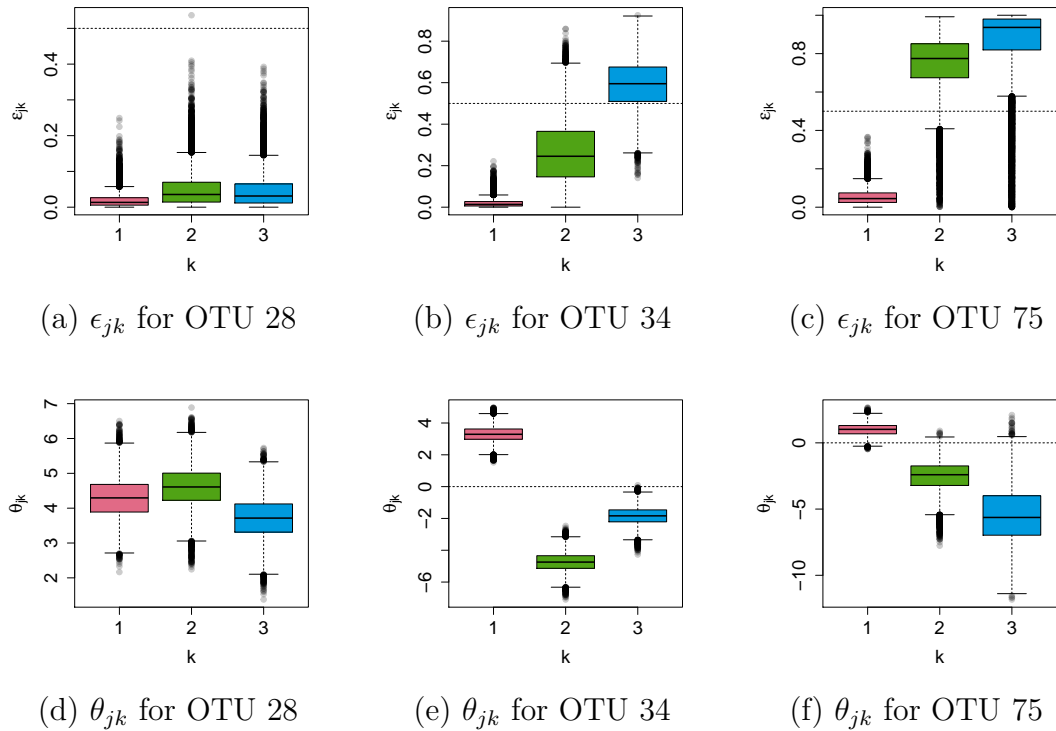 0.0 0.2 0.4
ε_jk
1 2 3
k
(a) ϵ_jk for OTU 28
0.0 0.2 0.4 0.6 0.8
ε_jk
1 2 3
k
(b) ϵ_jk for OTU 34
0.0 0.4 0.8
ε_jk
1 2 3
k
(c) ϵ_jk for OTU 75
2 3 4 5 6 7
θ_jk
1 2 3
k
(d) θ_jk for OTU 28
−6 −2 0 2 4
θ_jk
1 2 3
k
(e) θ_jk for OTU 34
−10 −5 0
θ_jk
1 2 3
k
(f) θ_jk for OTU 75